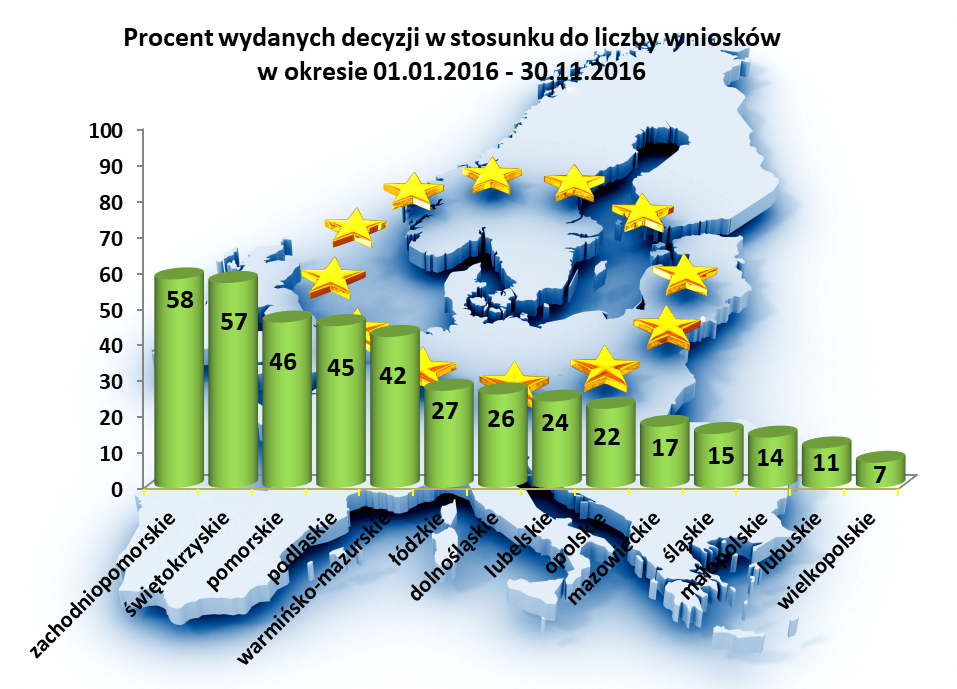 Procent wydanych decyzji w stosunku do liczby wniosków
w okresie 01.01.2016 - 30.11.2016
100
90
80
70
60
50
40
30
20
10
0
58
57
46
45
42
27
26
24
22
17
15
14
11
7
zachodniopomorskie
świętokrzyskie
pomorskie
podlaskie
warmińsko-mazurskie
łódzkie
dolnośląskie
lubelskie
opolskie
mazowieckie
śląskie
małopolskie
lubuskie
wielkopolskie